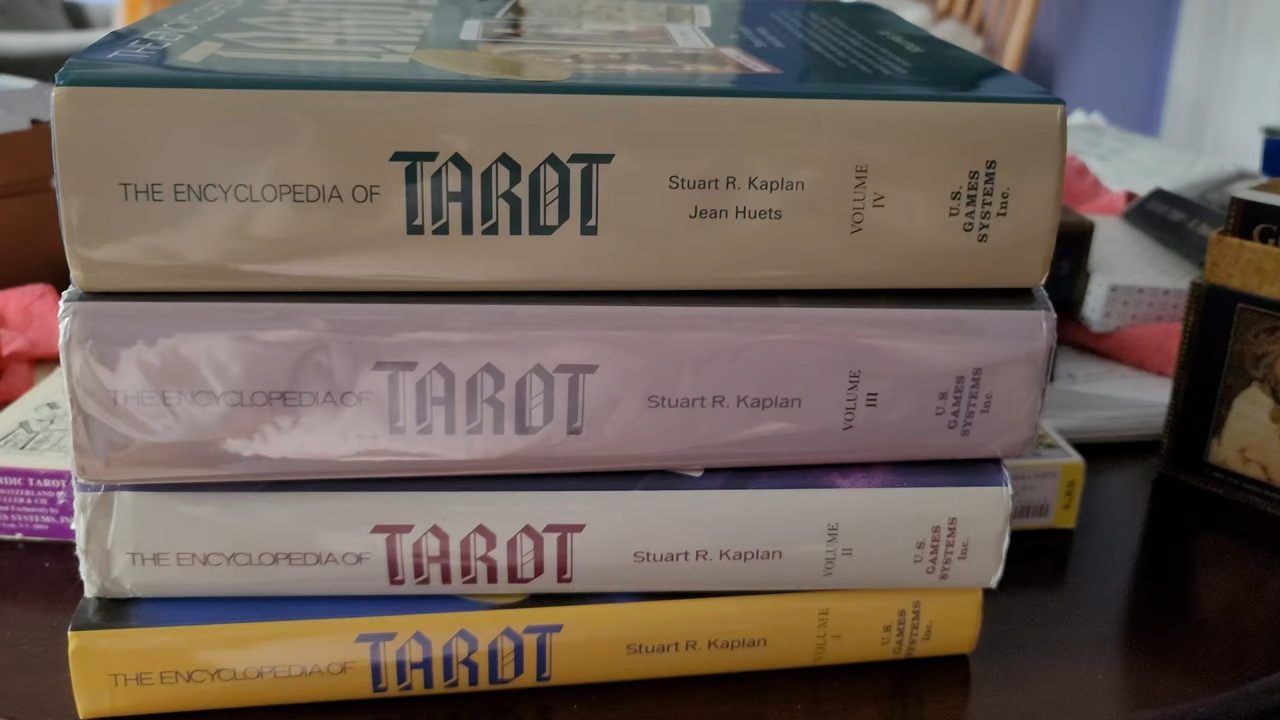 THE ENCYCLOPEDIA OF TAROT
Stuart R. Kaplan
Jean Huets
VOLUME
IV
U.S.
GAMES
SYSTEMS
Inc.
THE ENCYCLOPEDIA OF TAROT
Stuart R. Kaplan
VOLUME
III
U.S.
GAMES
SYSTEMS
Inc.
THE ENCYCLOPEDIA OF TAROT
Stuart R. Kaplan
VOLUME
II
U.S.
GAMES
SYSTEMS
Inc.
THE ENCYCLOPEDIA OF TAROT
Stuart R. Kaplan
VOLUME
I
U.S.
GAMES
SYSTEMS
Inc.
TAROT